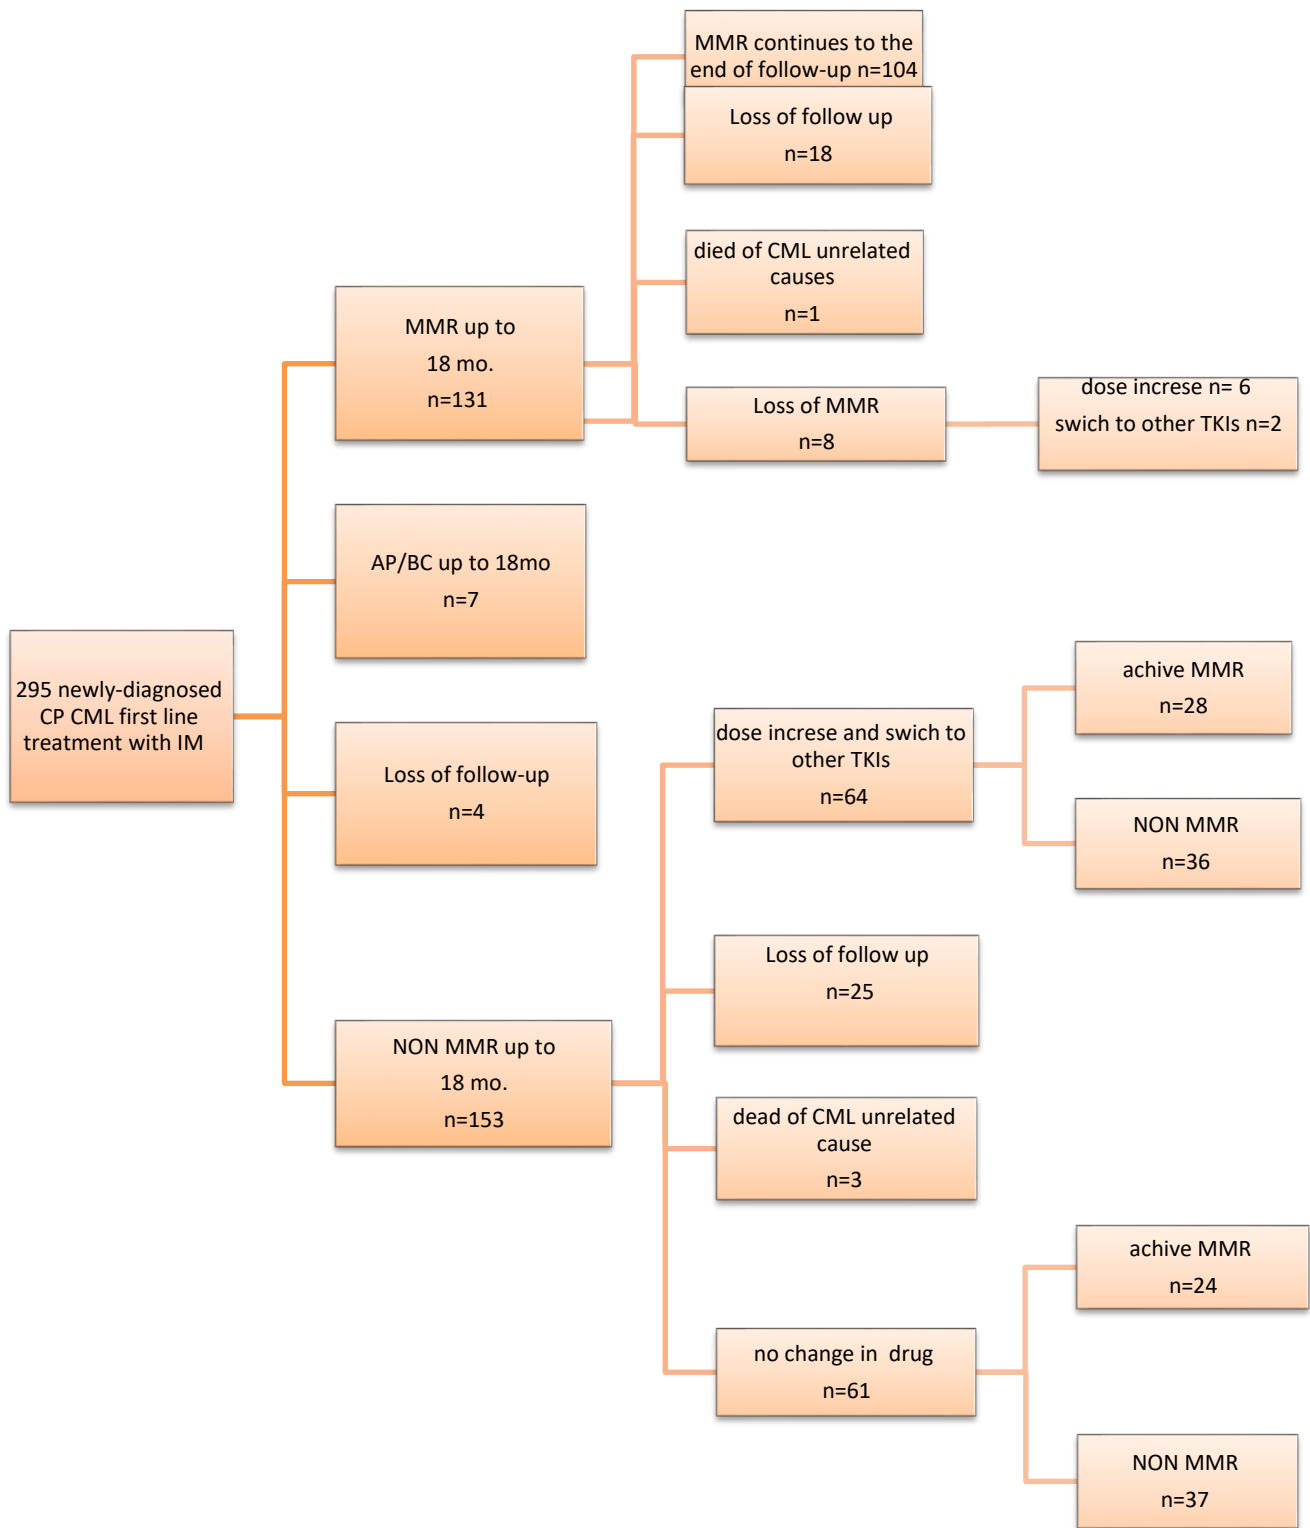 295 newly-diagnosed
CP CML first line
treatment with IM
MMR up to
18 mo.
n=131
AP/BC up to 18mo
n=7
Loss of follow-up
n=4
NON MMR up to
18 mo.
n=153
MMR continues to the
end of follow-up n=104
Loss of follow up
n=18
died of CML unrelated
causes
n=1
Loss of MMR
n=8
dose increse n= 6
swich to other TKIs n=2
dose increse and swich to
other TKIs
n=64
Loss of follow up
n=25
dead of CML unrelated
cause
n=3
no change in  drug
n=61
achive MMR
n=28
NON MMR
n=36
achive MMR
n=24
NON MMR
n=37